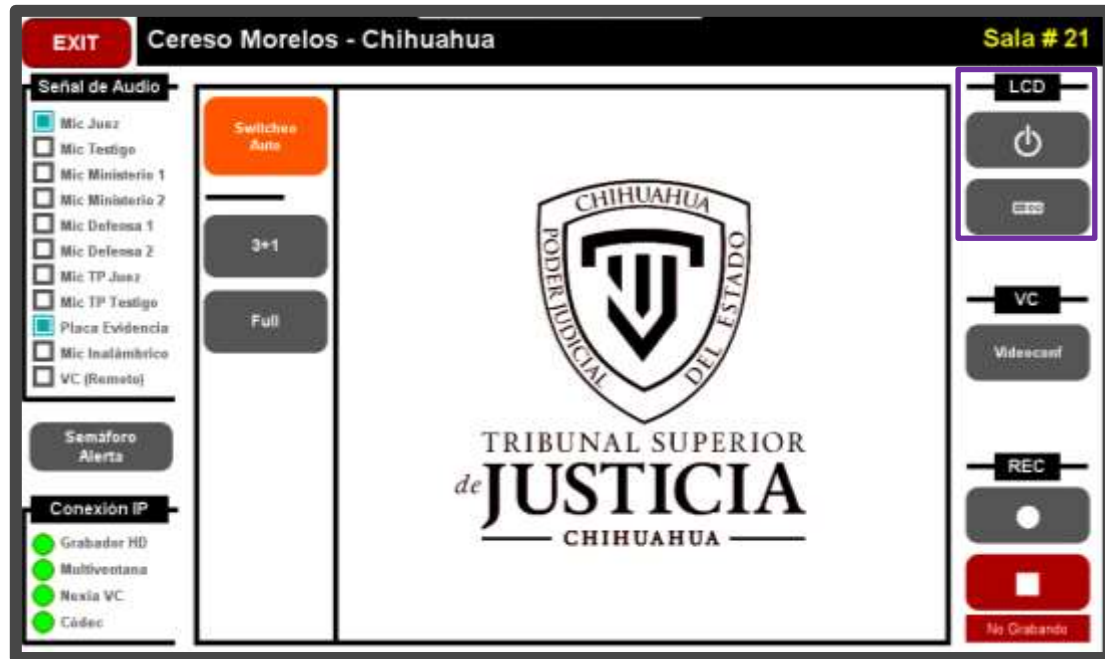 EXIT
Cereso Morelos - Chihuahua
Sala # 21
Señal de Audio
Mic Juez
Mic Testigo
Mic Ministerio 1
Mic Ministerio 2
Mic Defensa 1
Mic Defensa 2
Mic TP Juez
Mic TP Testigo
Placa Evidencia
Mic Inalámbrico
VC (Remoto)
Semáforo
Alerta
Conexión IP
Grabador HD
Multiventana
Nexia VC
Códec
Switcheo
Auto
3+1
Full
CHIHUAHUA
PODER JUDICIAL
DEL ESTADO
TRIBUNAL SUPERIOR
de JUSTICIA
CHIHUAHUA
LCD
VC
Videoconf
REC
No Grabando